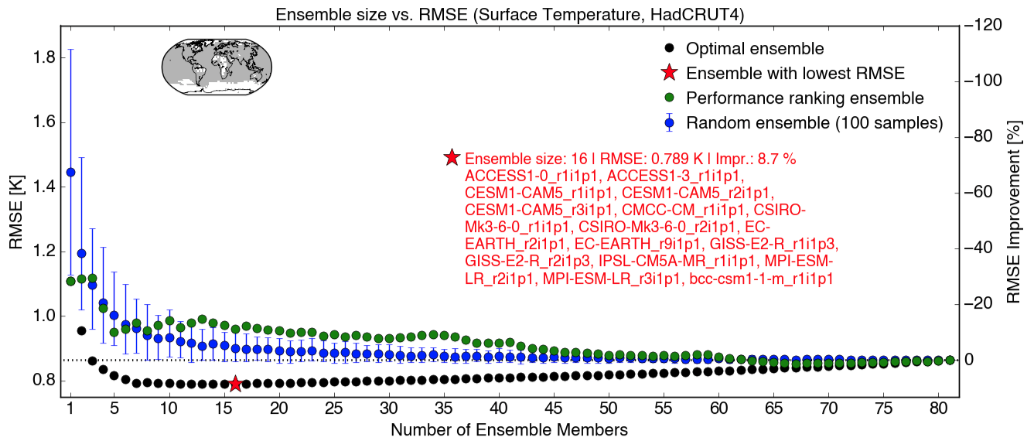 Ensemble size vs. RMSE (Surface Temperature, HadCRUT4)
1.8
1.6
1.4
1.2
1.0
0.8
RMSE [K]
Optimal ensemble
Ensemble with lowest RMSE
Performance ranking ensemble
Random ensemble (100 samples)
Ensemble size: 16 | RMSE: 0.789 K | Impr.: 8.7 %
ACCESS1-0_r1i1p1, ACCESS1-3_r1i1p1,
CESM1-CAM5_r1i1p1, CESM1-CAM5_r2i1p1,
CESM1-CAM5_r3i1p1, CMCC-CM_r1i1p1, CSIRO-
Mk3-6-0_r1i1p1, CSIRO-Mk3-6-0_r2i1p1, EC-
EARTH_r2i1p1, EC-EARTH_r9i1p1, GISS-E2-R_r1i1p3,
GISS-E2-R_r2i1p3, IPSL-CM5A-MR_r1i1p1, MPI-ESM-
LR_r2i1p1, MPI-ESM-LR_r3i1p1, bcc-csm1-1-m_r1i1p1
−120
−100
−80
−60
−40
−20
0
RMSE Improvement [%]
1 5 10 15 20 25 30 35 40 45 50 55 60 65 70 75 80
Number of Ensemble Members